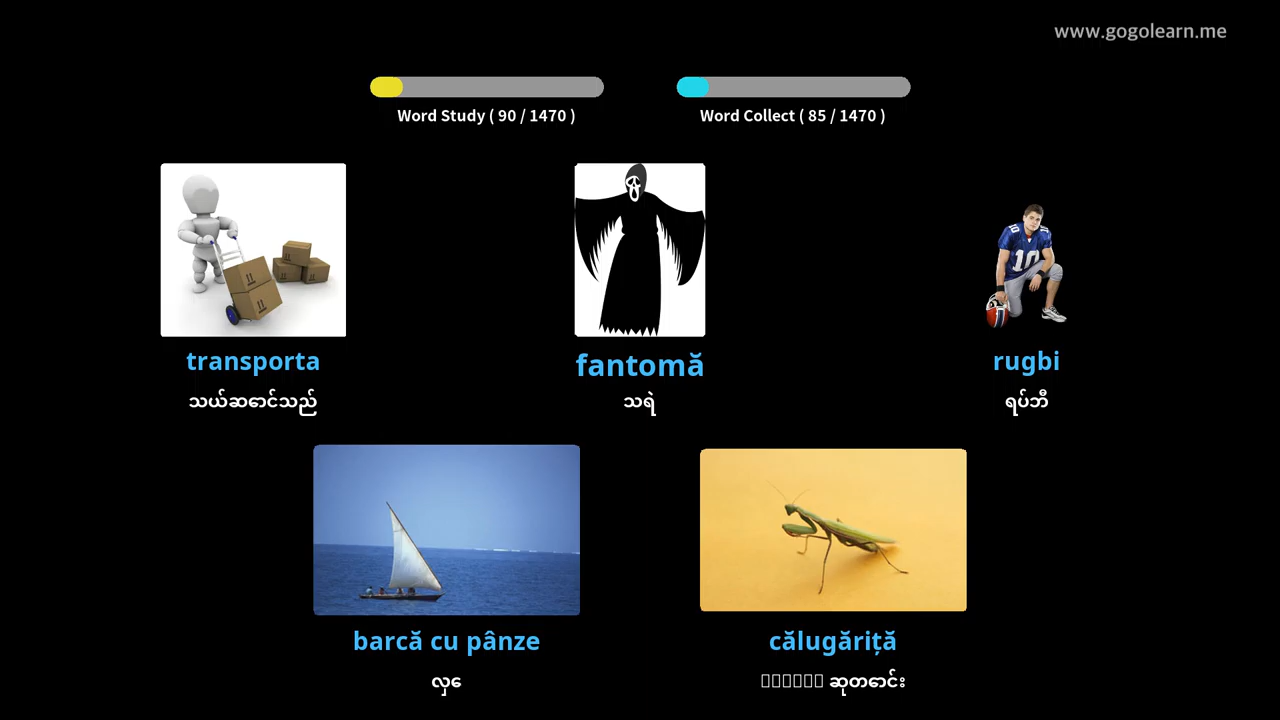 www.gogolearn.me
Word Study ( 90 / 1470 )
Word Collect ( 85 / 1470 )
transporta
fantomă
rugbi
သယ်ဆောင်သည်
သရဲ
ရပ်ဘီ
barcă cu pânze
călugăriță
လှေ
ဆုတောင်း